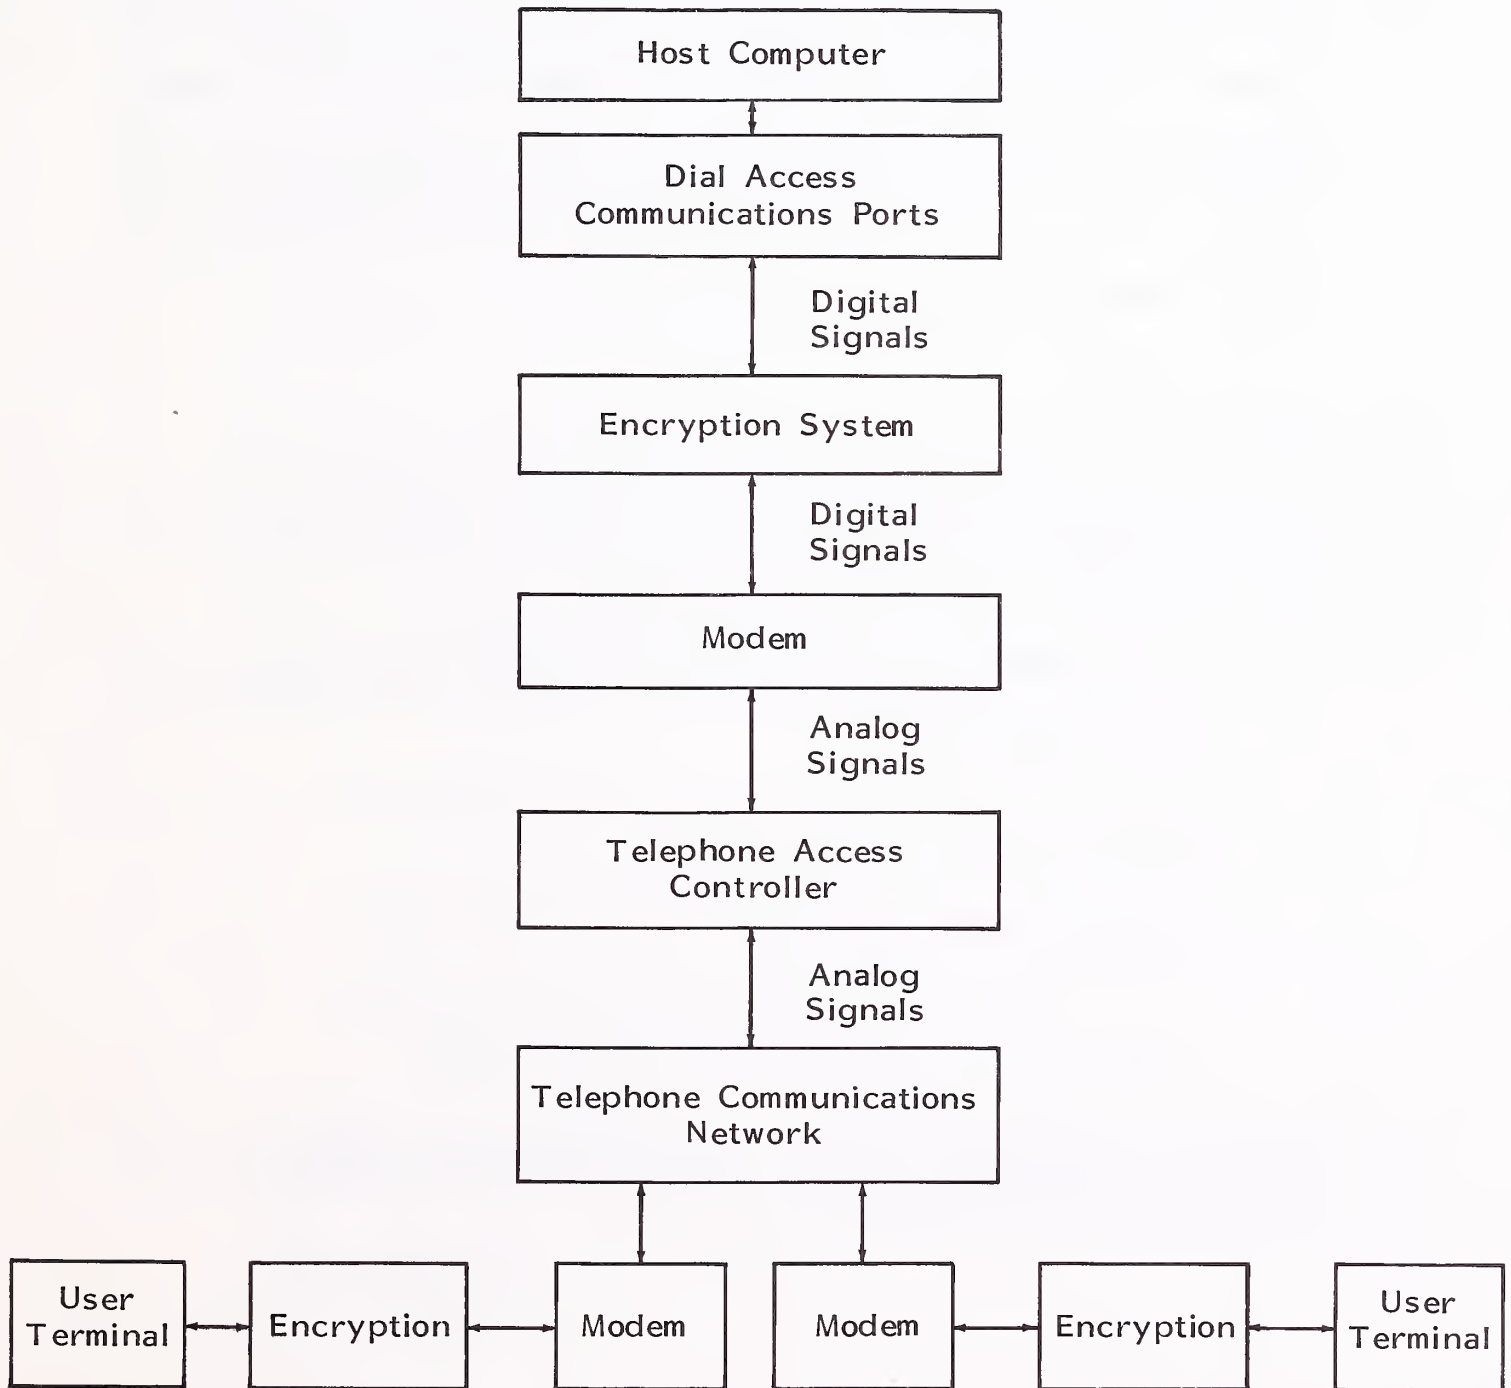 Host Computer
Dial Access
Communications Ports
Digital
Signals
Encryption System
Digital
Signals
Modem
Analog
Signals
Telephone Access
Controller
Analog
Signals
Telephone Communications
Network
User
Terminal
Encryption
Modem
Modem
Encryption
User
Terminal